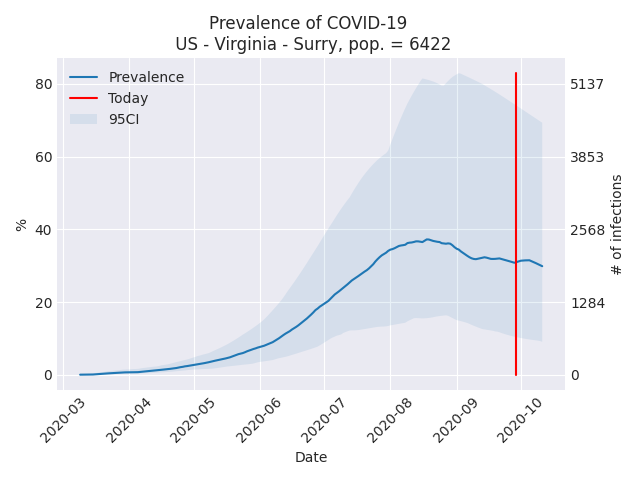 Prevalence of COVID-19
US - Virginia - Surry, pop. = 6422
Prevalence
Today
95CI
%
80
60
40
20
0
5137
3853
2568
1284
0
# of infections
2020-03
2020-04
2020-05
2020-06
2020-07
2020-08
2020-09
2020-10
Date